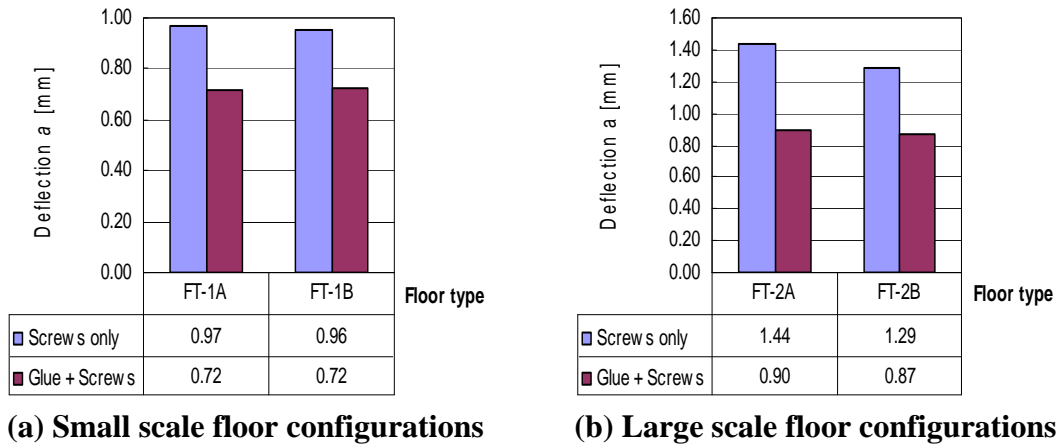 1.00
0.80
0.60
0.40
0.20
0.00
Deflection a [mm]
FT-1A FT-1B Floor type
Screws only 0.97 0.96
Glue + Screws 0.72 0.72
(a) Small scale floor configurations
1.60
1.40
1.20
1.00
0.80
0.60
0.40
0.20
0.00
Deflection a [mm]
FT-2A FT-2B Floor type
Screws only 1.44 1.29
Glue + Screws 0.90 0.87
(b) Large scale floor configurations